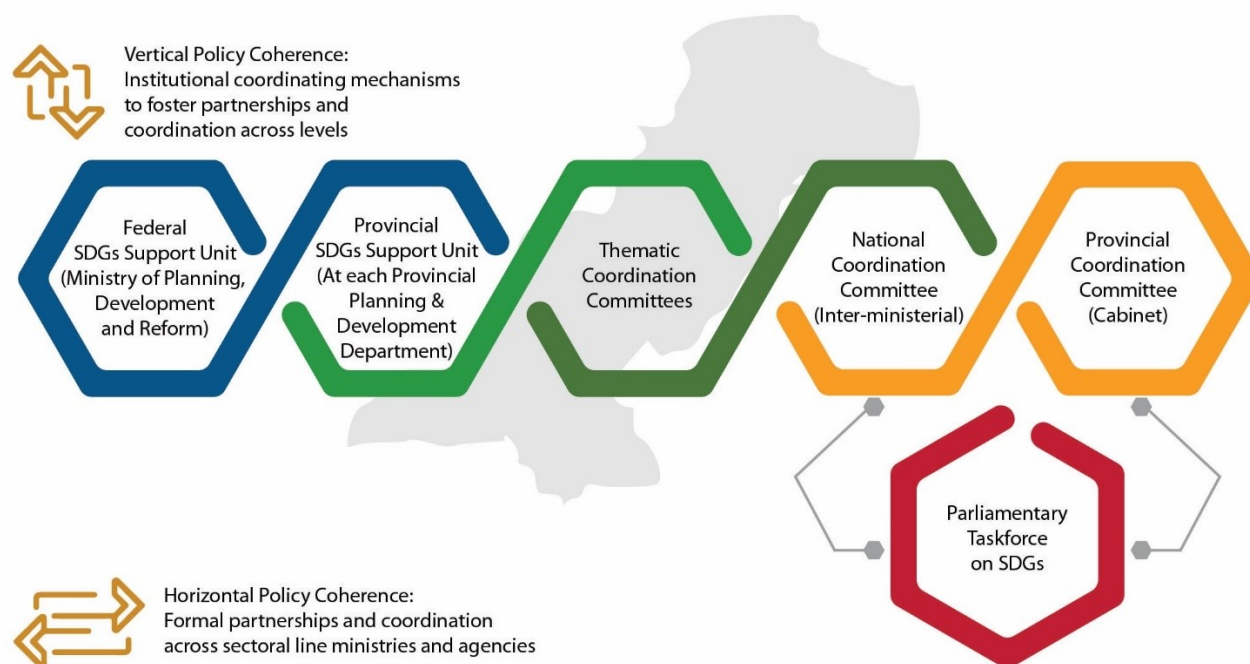 Vertical Policy Coherence:
Institutional coordinating mechanisms
to foster partnerships and
coordination across levels
Federal
SDGs Support Unit
(Ministry of Planning,
Development
and Reform)
Provincial
SDGs Support Unit
(At each Provincial
Planning &
Development
Department)
Thematic
Coordination
Committees
National
Coordination
Committee
(Inter-ministerial)
Provincial
Coordination
Committee
(Cabinet)
Parliamentary
Taskforce
on SDGs
Horizontal Policy Coherence:
Formal partnerships and coordination
across sectoral line ministries and agencies